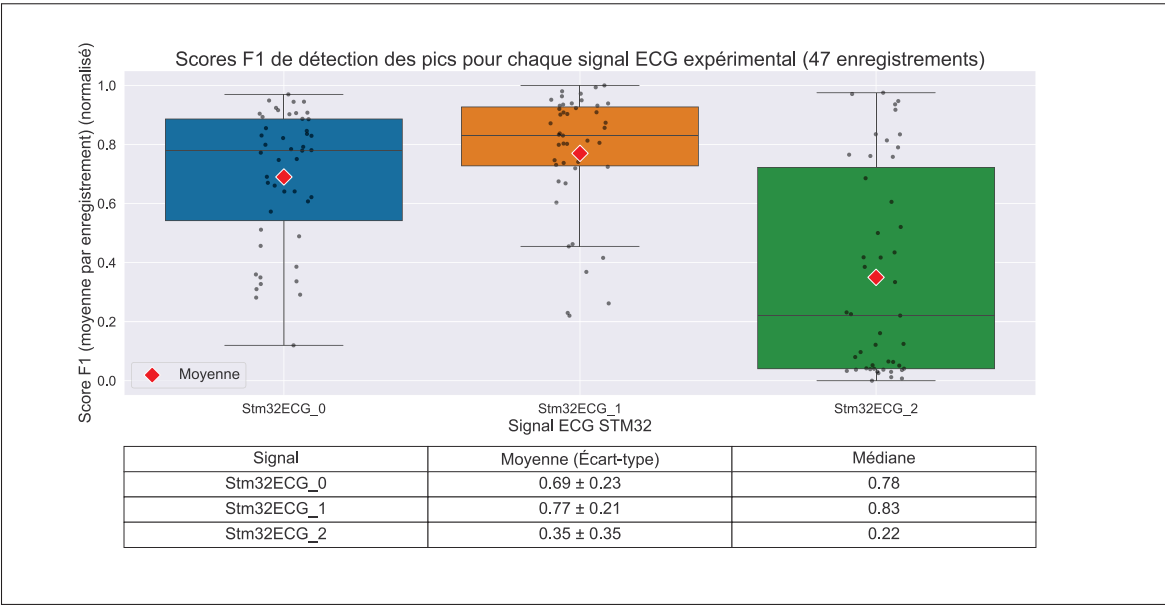 Scores F1 de détection des pics pour chaque signal ECG expérimental (47 enregistrements)
Score F1 (moyenne par enregistrement) (normalisé)
1.0
0.8
0.6
0.4
0.2
0.0
Moyenne
Stm32ECG_0 Stm32ECG_1 Stm32ECG_2
Signal ECG STM32
Signal Moyenne (Écart-type) Médiane
Stm32ECG_0 0.69 ± 0.23 0.78
Stm32ECG_1 0.77 ± 0.21 0.83
Stm32ECG_2 0.35 ± 0.35 0.22